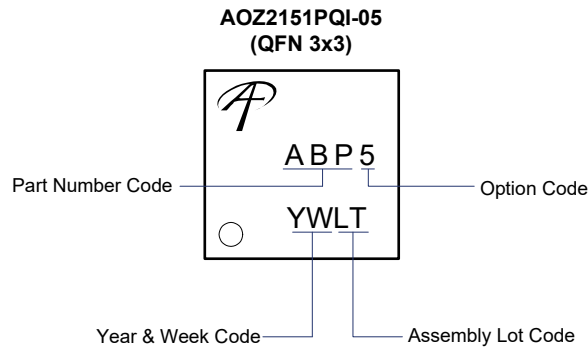 AOZ2151PQI-05
(QFN 3x3)
ABP5
Part Number Code
Option Code
YWLT
Year & Week Code
Assembly Lot Code